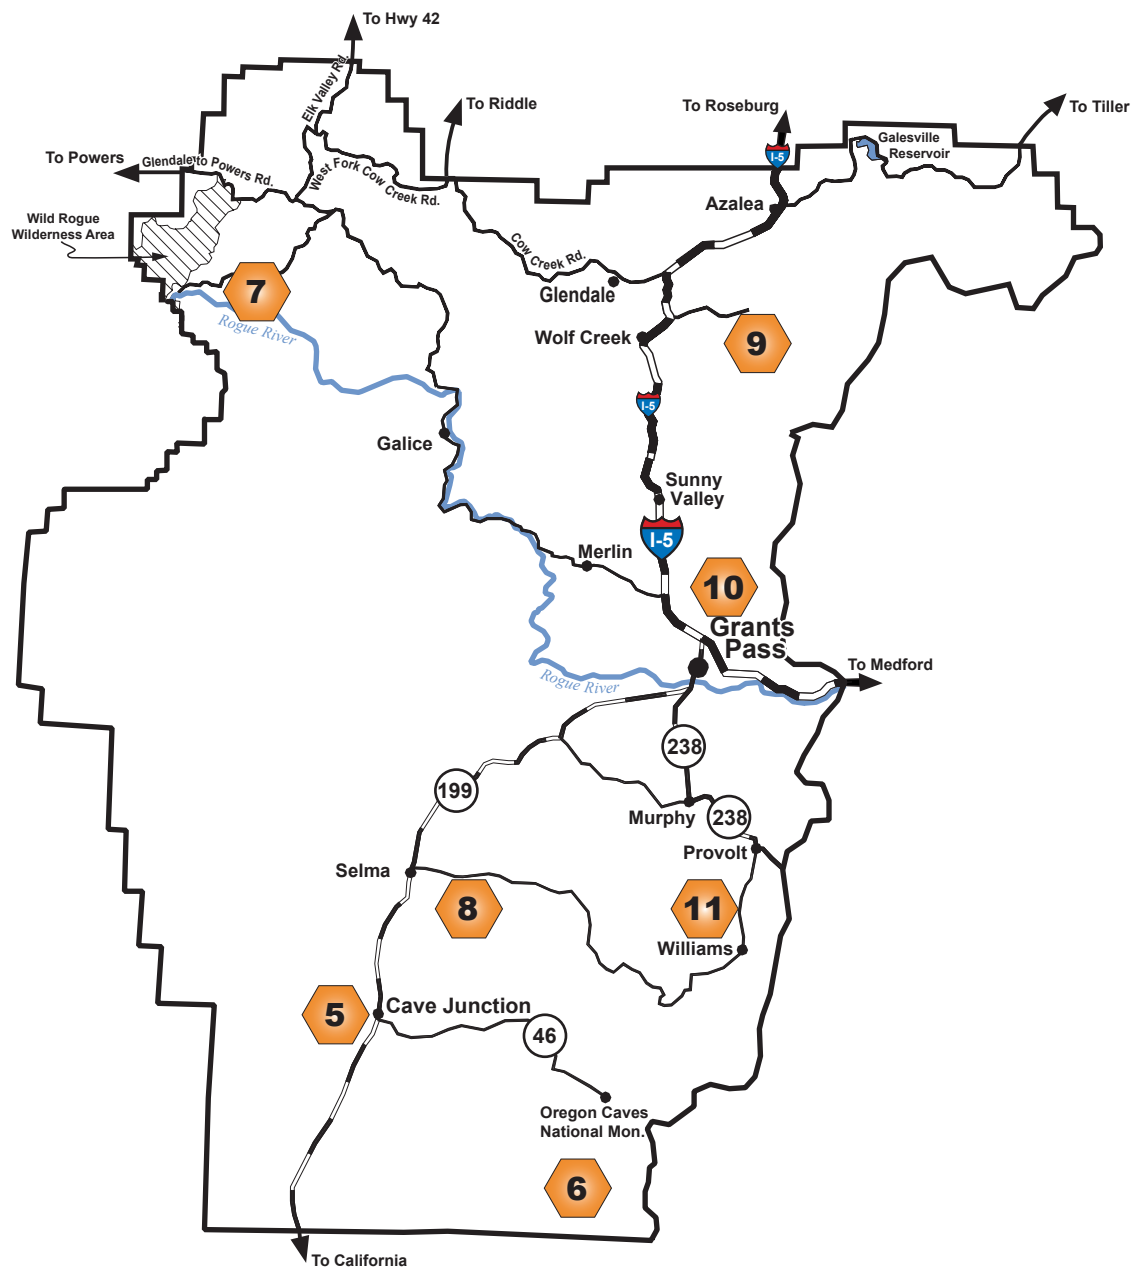 To Hwy 42
Elk Valley Rd.
To Riddle
To Roseburg
To Tiller
I-5
Galesville
Reservoir
To Powers
Glendale to Powers Rd.
West Fork Cow Creek Rd.
Azalea
Wild Rogue
Wilderness Area
Cow Creek Rd.
7
Glendale
Rogue River
Wolf Creek
9
I-5
Galice
Sunny
Valley
I-5
Merlin
10
Grants
Pass
To Medford
Rogue River
238
199
Murphy
238
Provolt
Selma
8
11
Williams
5
Cave Junction
46
Oregon Caves
National Mon.
6
To California